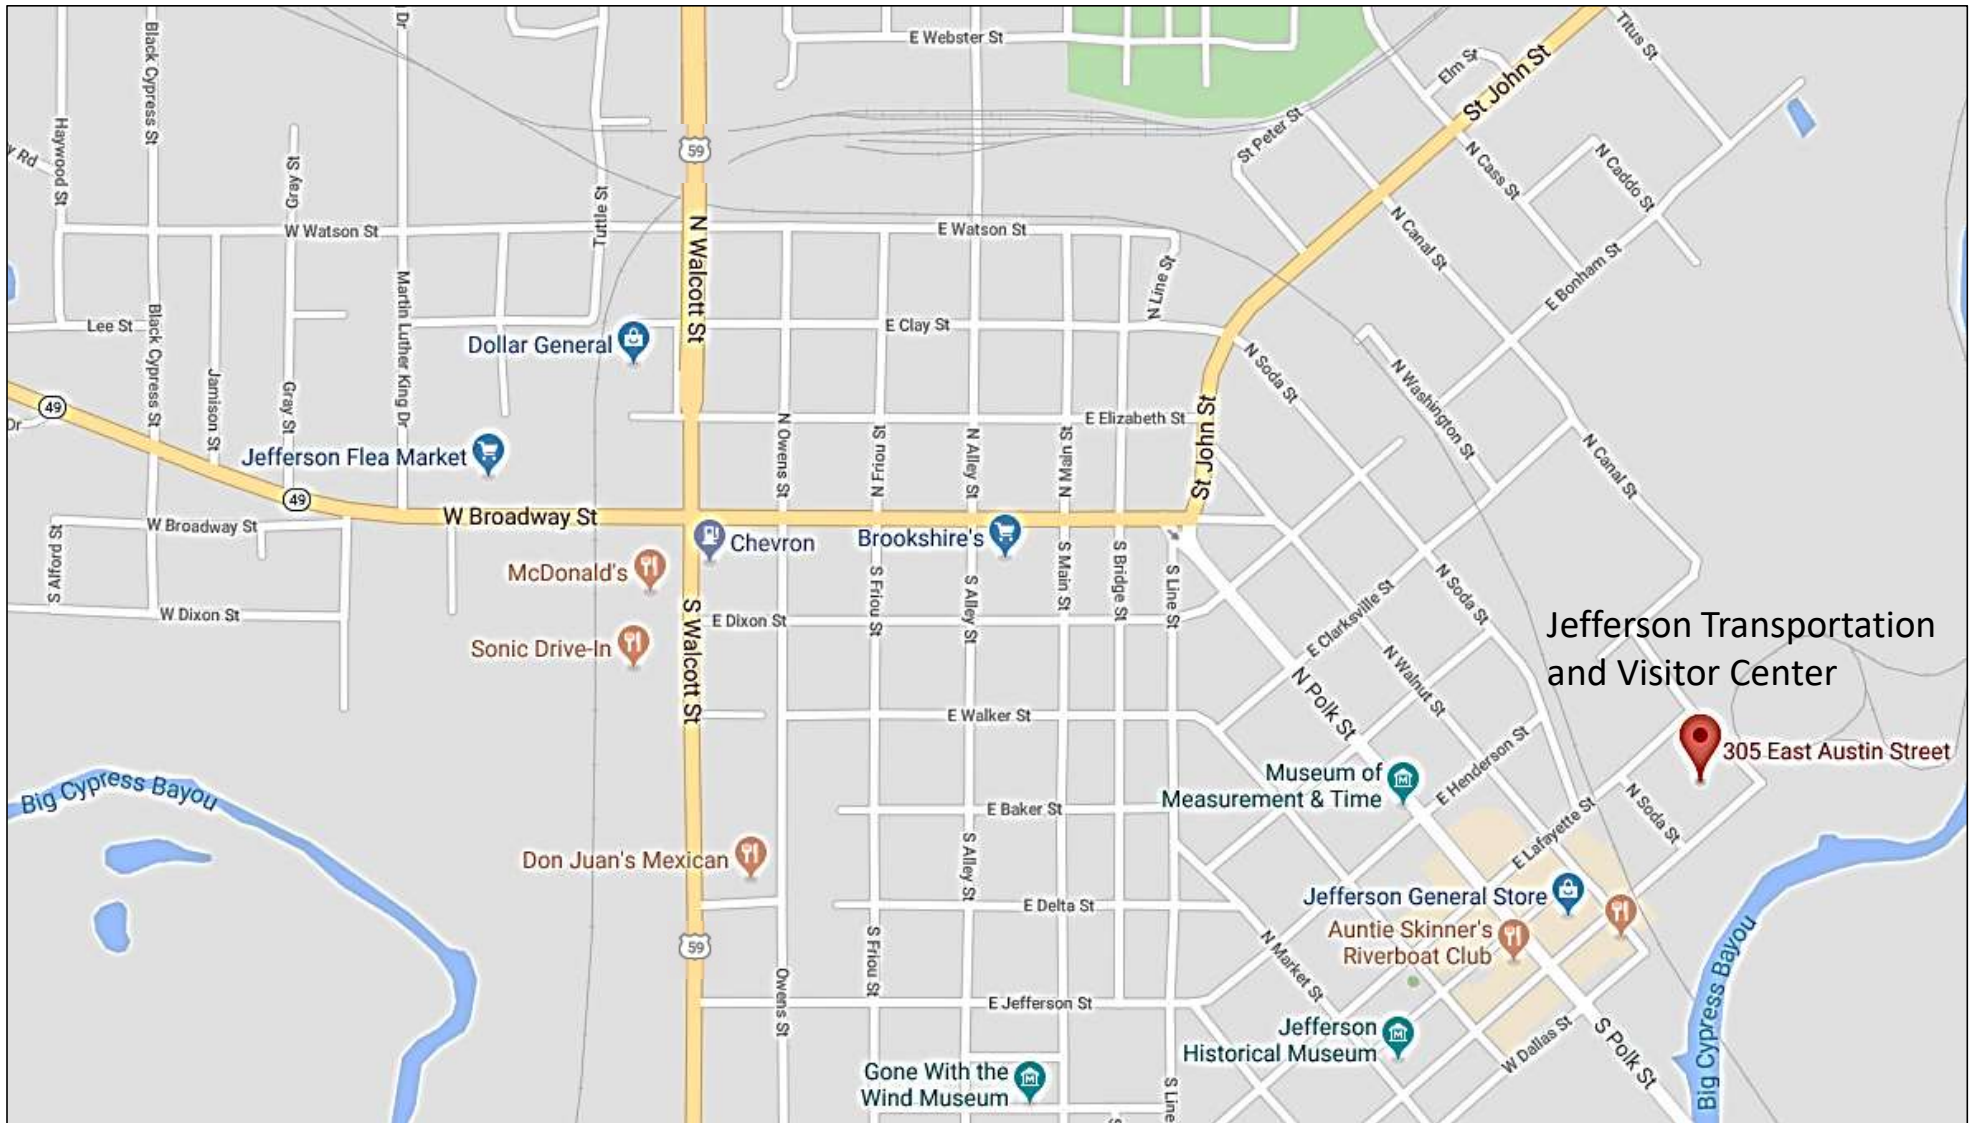 E Webster St
Dr
Black Cypress St
Titus St
Elm St
St John St
Haywood St
59
St Peter St
y Rd
Gray St
N Cass St
N Caddo St
Tuttle St
W Watson St
N Walcott St
E Watson St
N Canal St
N Line St
E Bonham St
Martin Luther King Dr
Black Cypress St
Lee St
E Clay St
Dollar General
N Soda St
N Washington St
Jamison St
Gray St
49
Dr
E Elizabeth St
St John St
N Owens St
N Friou St
N Alley St
N Main St
N Canal St
Jefferson Flea Market
49
W Broadway St
W Broadway St
S Alford St
Chevron
Brookshire's
McDonald's
S Friou St
S Alley St
S Main St
S Bridge St
S Line St
N Soda St
E Clarksville St
W Dixon St
E Dixon St
S Walcott St
Sonic Drive-In
Jefferson Transportation
and Visitor Center
N Walnut St
N Polk St
E Walker St
305 East Austin Street
E Henderson St
Museum of
Measurement & Time
Big Cypress Bayou
E Baker St
N Soda St
E Lafayette St
Don Juan's Mexican
S Alley St
Jefferson General Store
E Delta St
Auntie Skinner's
Riverboat Club
59
S Friou St
N Market St
Owens St
E Jefferson St
Big Cypress Bayou
Jefferson
Historical Museum
W Dallas St
S Polk St
Gone With the
Wind Museum
S Line
S